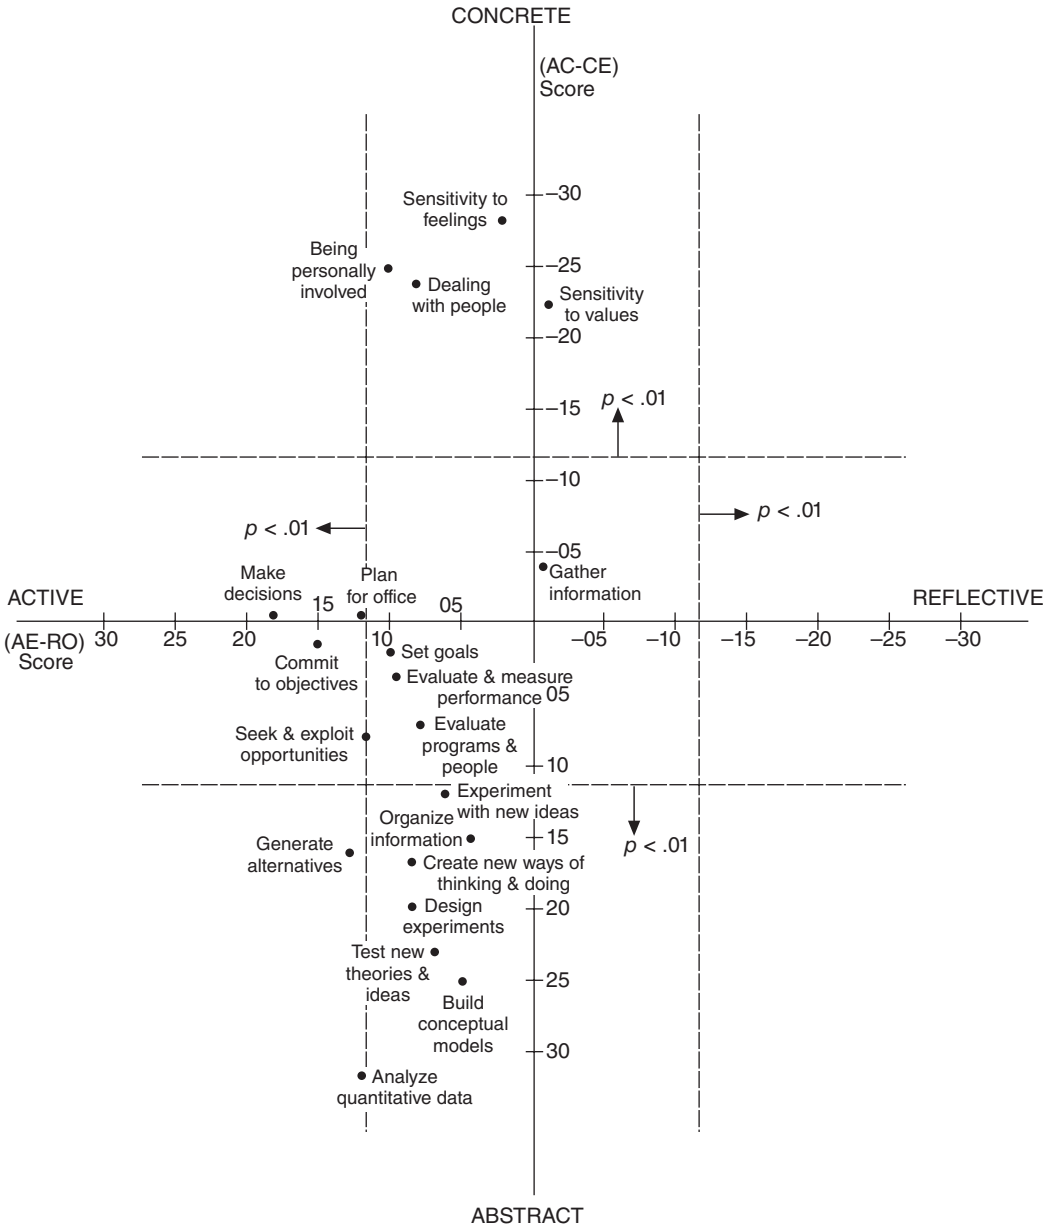 CONCRETE
(AC-CE)
Score
–30
Sensitivity to
feelings
Being
personally
involved
–25
Dealing
with people
Sensitivity
to values
–20
–15
p < .01
–10
p < .01
p < .01
–05
Gather
information
Make
decisions
Plan
for office
ACTIVE
15
05
REFLECTIVE
(AE-RO)
Score
30
25
20
10
–05
–10
–15
–20
–25
–30
Set goals
Commit
to objectives
Evaluate & measure
performance
05
Seek & exploit
opportunities
Evaluate
programs &
people
10
Experiment
with new ideas
Organize
information
15
p < .01
Generate
alternatives
Create new ways of
thinking & doing
20
Design
experiments
Test new
theories &
ideas
25
Build
conceptual
models
30
Analyze
quantitative data
ABSTRACT